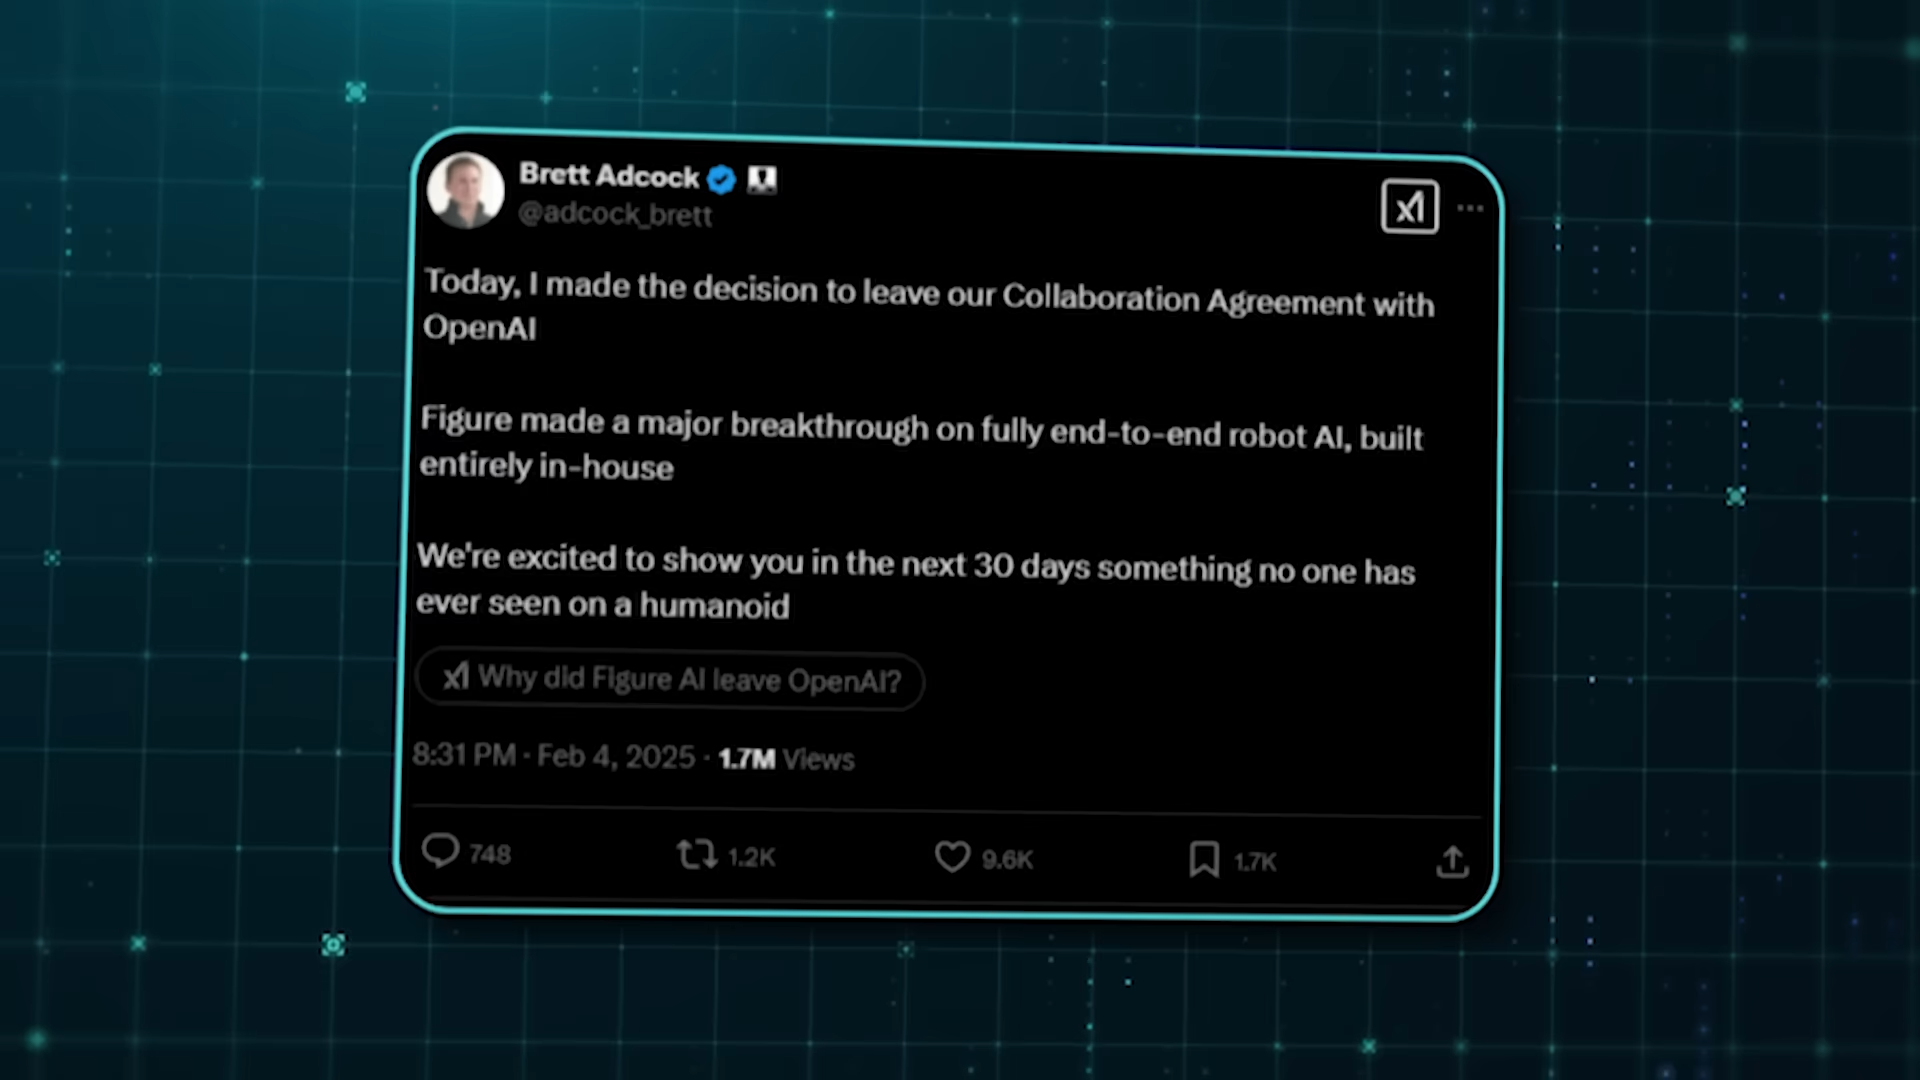 Brett Adcock
@adcock_brett
Today, I made the decision to leave our Collaboration Agreement with
OpenAI
Figure made a major breakthrough on fully end-to-end robot AI, built
entirely in-house
We're excited to show you in the next 30 days something no one has
ever seen on a humanoid
Why did Figure AI leave OpenAI?
8:31 PM · Feb 4, 2025 · 1.7M Views
748 1.2K 9.6K 1.7K